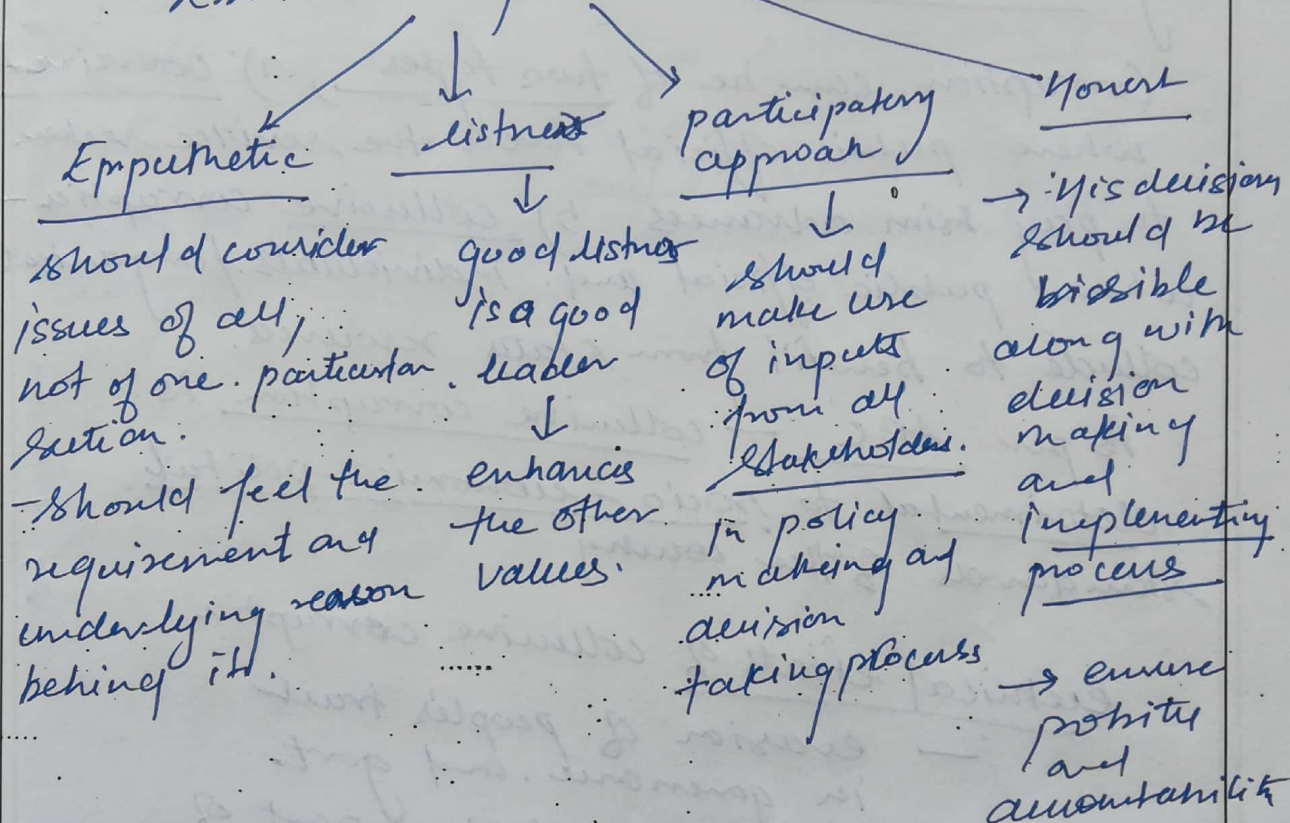 Empathetic
should consider
issues of all,
not of one particular
section.
- should feel the
requirement and
underlying reason
behing it.
listner
good listner
is a good
leader
enhances
the other
values.
participatory
approah
should
make use
of inputs
from all
stakeholders.
In policy
making and
decision
taking process
Honest
→ His decision
should be
along with
decision
making
and
implementing
process
→ ensure
probity
and
accountability